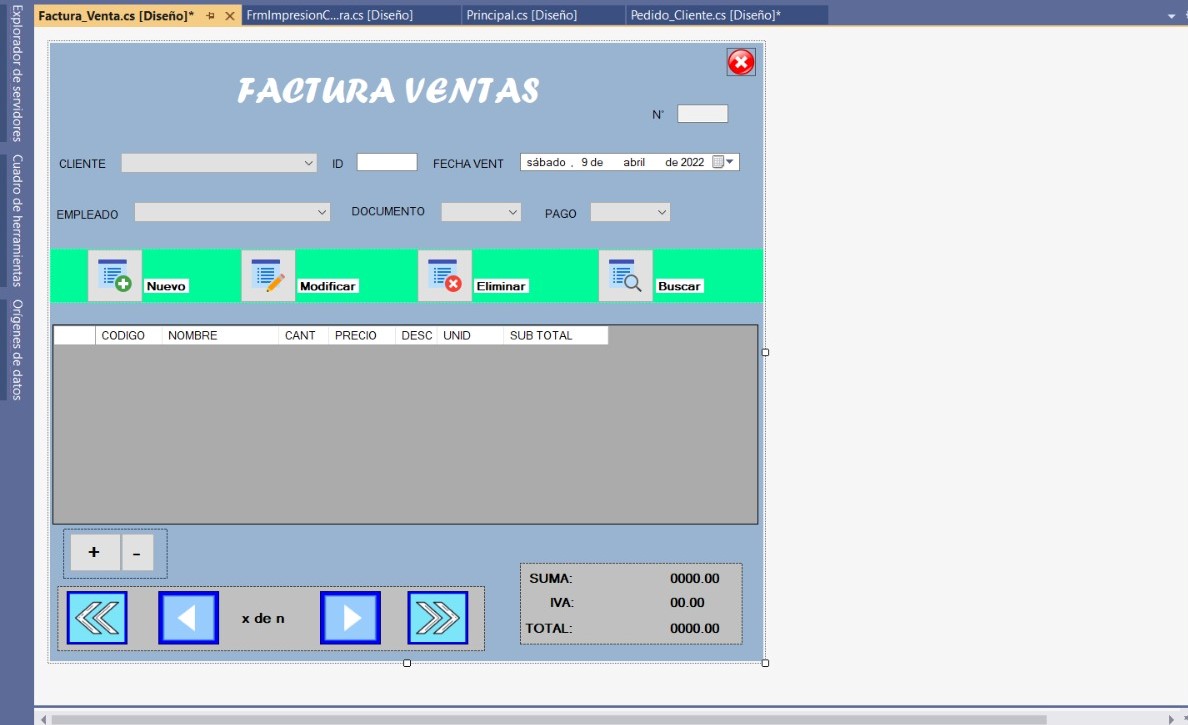 Factura_Venta.cs [Diseño]* FrmImpresionC...ra.cs [Diseño] Principal.cs [Diseño] Pedido_Cliente.cs [Diseño]*
Explorador de servidores
Cuadro de herramientas
Orígenes de datos
FACTURA VENTAS
N°
CLIENTE ID FECHA VENT sábado , 9 de abril de 2022
EMPLEADO DOCUMENTO PAGO
Nuevo Modificar Eliminar Buscar
CODIGO NOMBRE CANT PRECIO DESC UNID SUB TOTAL
+ -
SUMA: 0000.00
IVA: 00.00
x de n
TOTAL: 0000.00